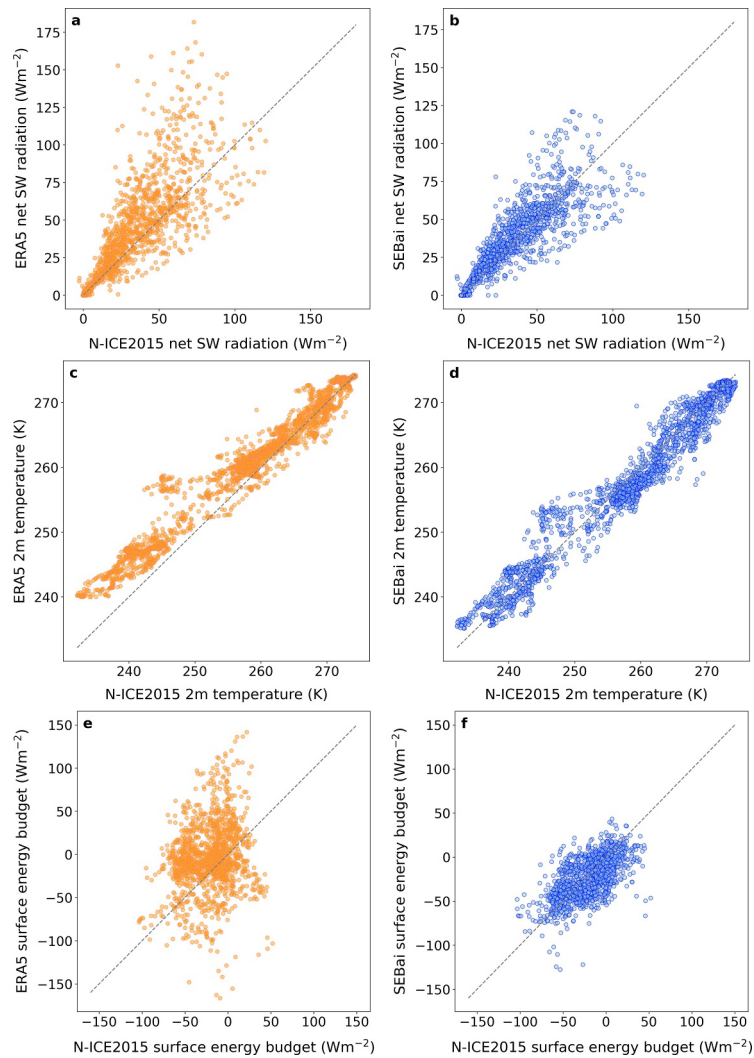 a
175
150
125
100
75
50
25
0
ERA5 net SW radiation (Wm⁻²)
0 50 100 150
N-ICE2015 net SW radiation (Wm⁻²)
b
175
150
125
100
75
50
25
0
SEBai net SW radiation (Wm⁻²)
0 50 100 150
N-ICE2015 net SW radiation (Wm⁻²)
c
270
260
250
240
ERA5 2m temperature (K)
240 250 260 270
N-ICE2015 2m temperature (K)
d
270
260
250
240
SEBai 2m temperature (K)
240 250 260 270
N-ICE2015 2m temperature (K)
e
150
100
50
0
−50
−100
−150
ERA5 surface energy budget (Wm⁻²)
−150 −100 −50 0 50 100 150
N-ICE2015 surface energy budget (Wm⁻²)
f
150
100
50
0
−50
−100
−150
SEBai surface energy budget (Wm⁻²)
−150 −100 −50 0 50 100 150
N-ICE2015 surface energy budget (Wm⁻²)